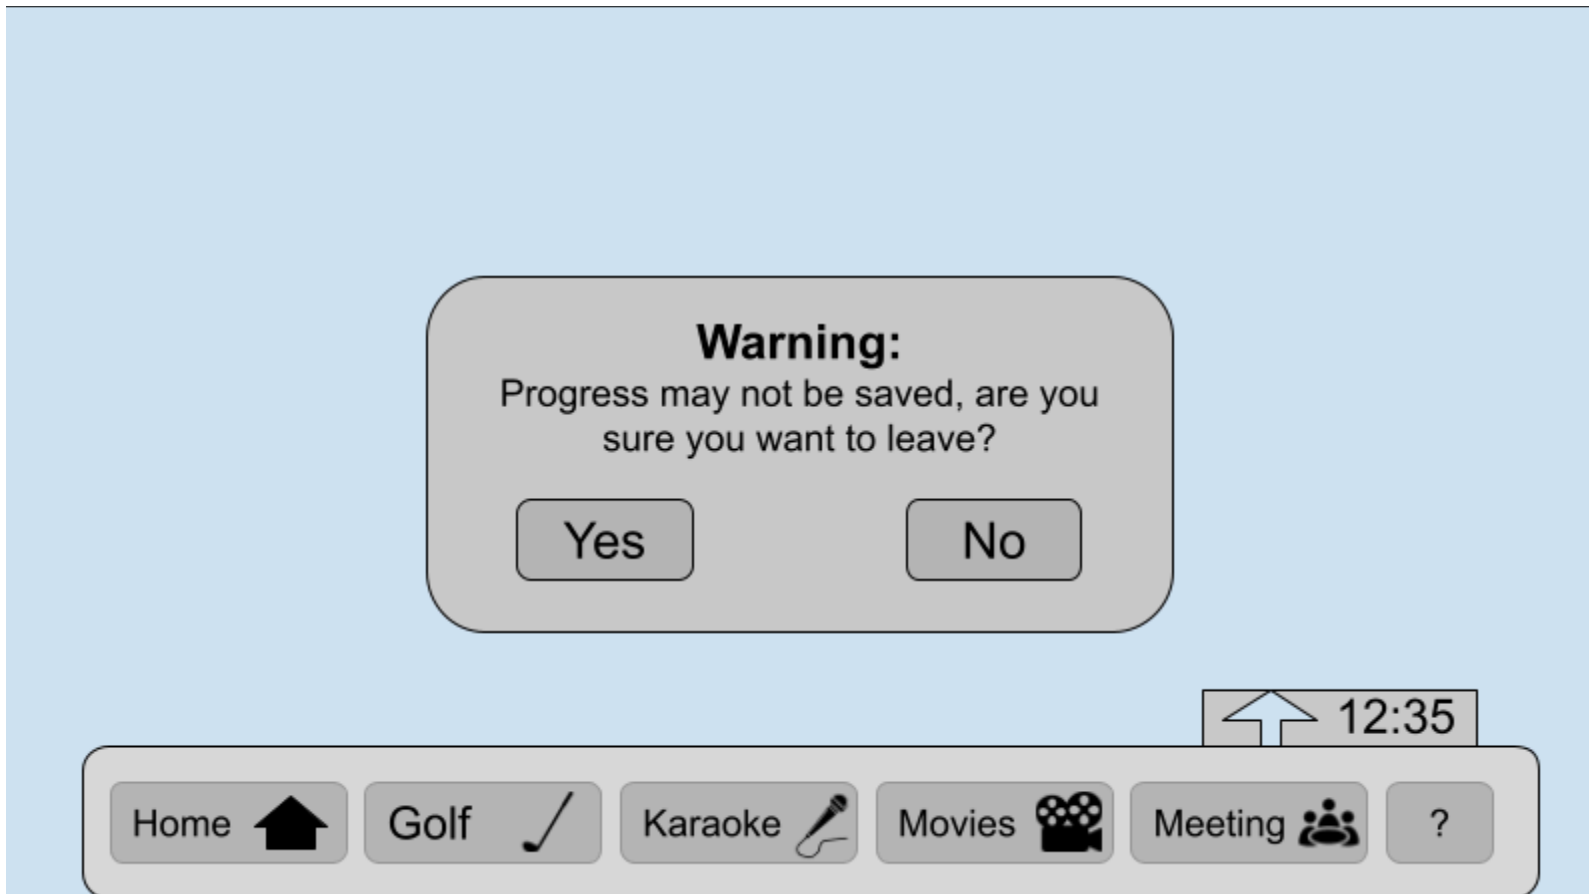 Warning:
Progress may not be saved, are you
sure you want to leave?
Yes
No
12:35
Home
Golf
Karaoke
Movies
Meeting
?